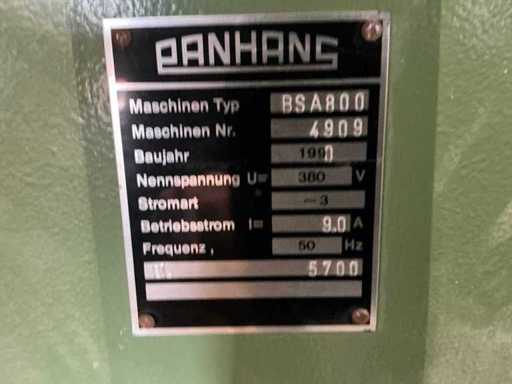 PANHANS
Maschinen Typ BSA800
Maschinen Nr. 4909
Baujahr 1990
Nennspannung U= 380 V
Stromart ~3
Betriebsstrom I= 9.0 A
Frequenz, 50 Hz
5700